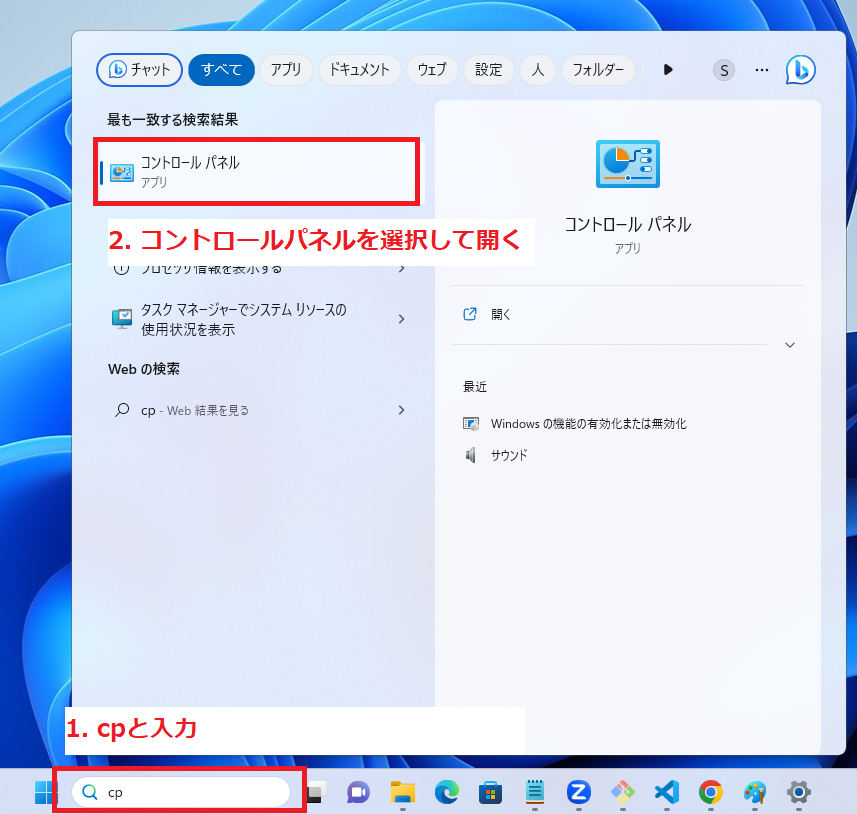 チャット
すべて
アプリ
ドキュメント
ウェブ
設定
人
フォルダー
S
最も一致する検索結果
コントロール パネル
アプリ
2. コントロールパネルを選択して開く
プロセッサ情報を表示する
タスク マネージャーでシステム リソースの
使用状況を表示
Web の検索
cp - Web 結果を見る
コントロール パネル
アプリ
開く
最近
Windows の機能の有効化または無効化
サウンド
1. cpと入力
cp
Z